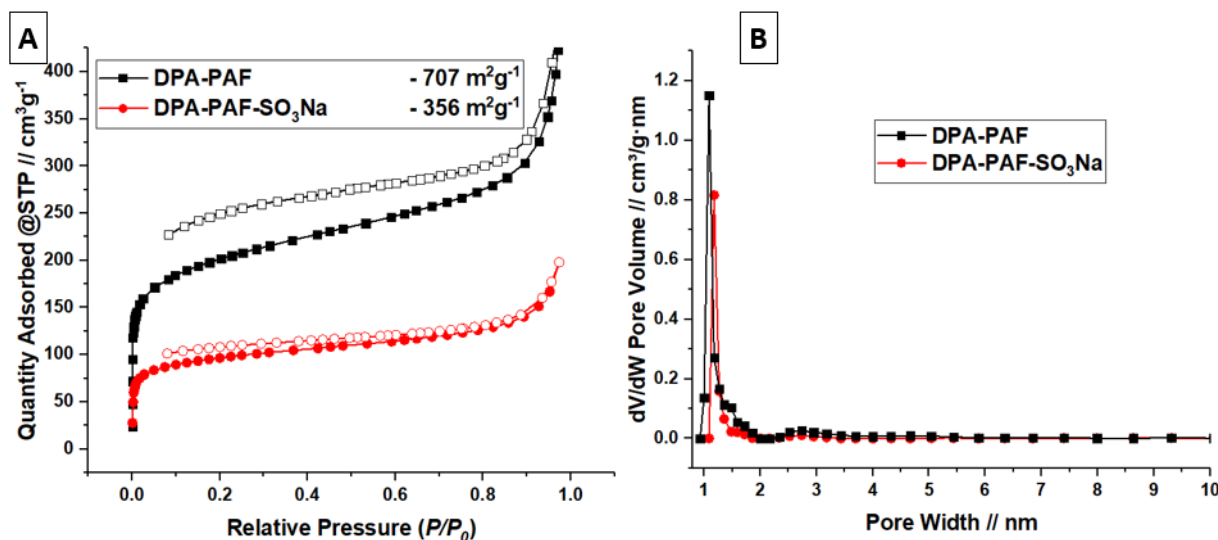 A
Quantity Adsorbed @STP // cm³g⁻¹
400
350
300
250
200
150
100
50
0
DPA-PAF - 707 m²g⁻¹
DPA-PAF-SO₃Na - 356 m²g⁻¹
0.0 0.2 0.4 0.6 0.8 1.0
Relative Pressure (P/P₀)
B
dV/dW Pore Volume // cm³/g·nm
1.2
1.0
0.8
0.6
0.4
0.2
0.0
DPA-PAF
DPA-PAF-SO₃Na
1 2 3 4 5 6 7 8 9 10
Pore Width // nm